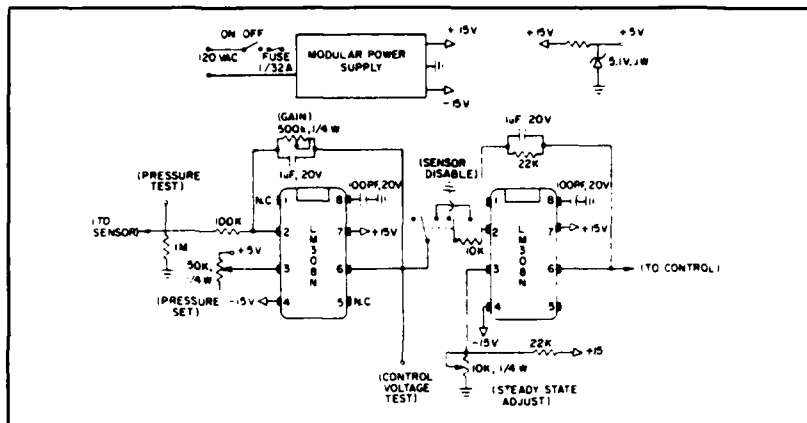 ON OFF
120 VAC
FUSE
1/32A
MODULAR POWER
SUPPLY
+15V
-15V
+15V
+5V
5.1V, 1W
(GAIN)
500K, 1/4 W
1uF, 20V
(PRESSURE
TEST)
(TO
SENSOR)
100K
1M
+5V
50K,
1/4 W
(PRESSURE
SET)
-15V
N.C
1
2
3
4
LM308N
8
7
6
5
100PF, 20V
+15V
N.C
(SENSOR
DISABLE)
10K
(CONTROL
VOLTAGE
TEST)
1uF, 20V
22K
1
2
3
4
LM308N
8
7
6
5
100PF, 20V
+15V
(TO CONTROL)
-15V
22K
+15
10K, 1/4 W
(STEADY STATE
ADJUST)